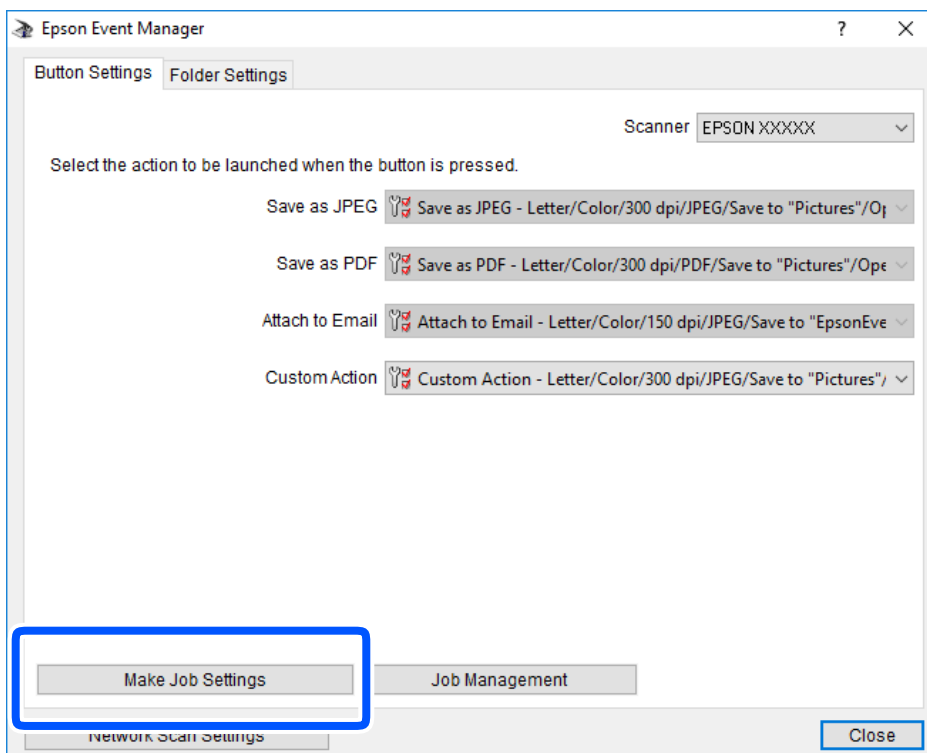 Epson Event Manager
Button Settings Folder Settings
Scanner EPSON XXXXX
Select the action to be launched when the button is pressed.
Save as JPEG Save as JPEG - Letter/Color/300 dpi/JPEG/Save to "Pictures"/Op
Save as PDF Save as PDF - Letter/Color/300 dpi/PDF/Save to "Pictures"/Ope
Attach to Email Attach to Email - Letter/Color/150 dpi/JPEG/Save to "EpsonEve
Custom Action Custom Action - Letter/Color/300 dpi/JPEG/Save to "Pictures"/
Make Job Settings Job Management
Network Scan Settings Close